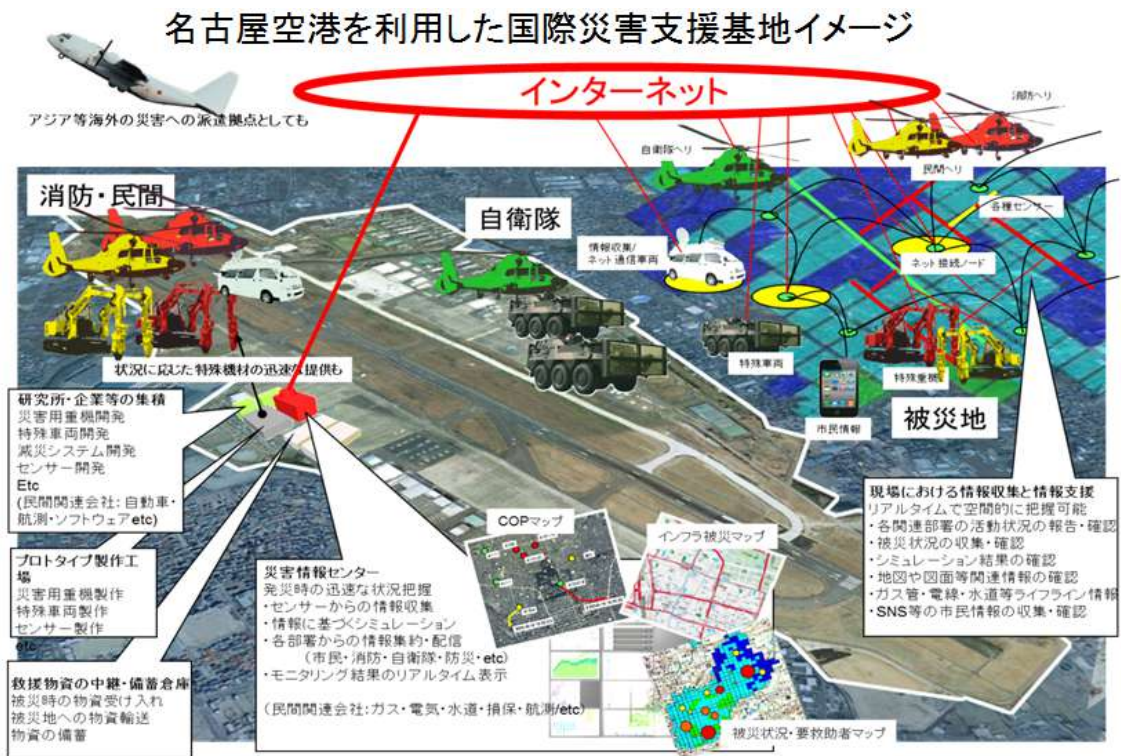 名古屋空港を利用した国際災害支援基地イメージ
アジア等海外の災害への派遣拠点としても
インターネット
消防ヘリ
自衛隊ヘリ
民間ヘリ
消防・民間
自衛隊
情報収集/
ネット通信車両
各種センサー
ネット接続ノード
特殊車両
特殊重機
市民情報
被災地
状況に応じた特殊機材の迅速な提供も
研究所・企業等の集積
災害用重機開発
特殊車両開発
減災システム開発
センサー開発
Etc
(民間関連会社:自動車・
航測・ソフトウェアetc)
プロトタイプ製作工
場
災害用重機製作
特殊車両製作
センサー製作
etc
救援物資の中継・備蓄倉庫
被災時の物資受け入れ
被災地への物資輸送
物資の備蓄
災害情報センター
発災時の迅速な状況把握
・センサーからの情報収集
・情報に基づくシミュレーション
・各部署からの情報集約・配信
(市民・消防・自衛隊・防災・etc)
・モニタリング結果のリアルタイム表示
(民間関連会社:ガス・電気・水道・損保・航測/etc)
COPマップ
インフラ被災マップ
被災状況・要救助者マップ
現場における情報収集と情報支援
リアルタイムで空間的に把握可能
・各関連部署の活動状況の報告・確認
・被災状況の収集・確認
・シミュレーション結果の確認
・地図や図面等関連情報の確認
・ガス管・電線・水道等ライフライン情報
・SNS等の市民情報の収集・確認